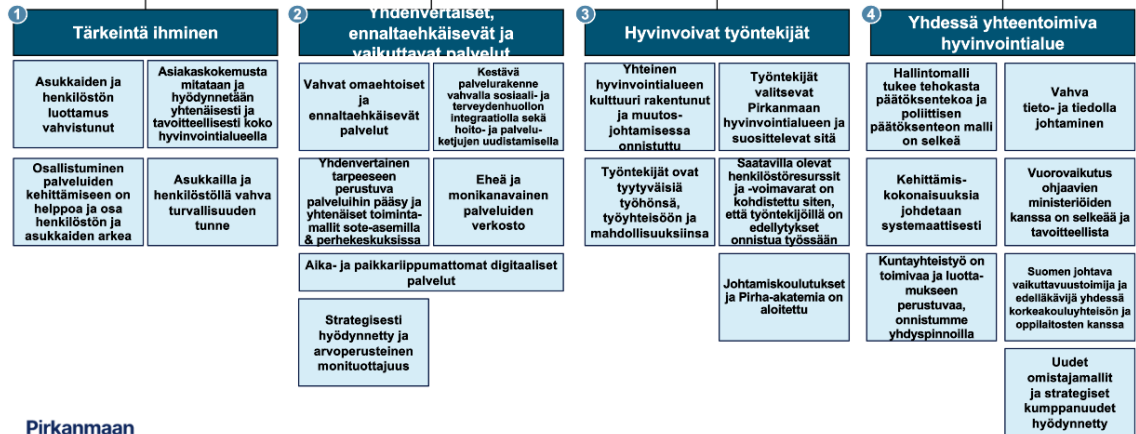 1
Tärkeintä ihminen
Asukkaiden ja
henkilöstön
luottamus
vahvistunut
Asiakaskokemusta
mitataan ja
hyödynnetään
yhtenäisesti ja
tavoitteellisesti koko
hyvinvointialueella
Osallistuminen
palveluiden
kehittämiseen on
helppoa ja osa
henkilöstön ja
asukkaiden arkea
Asukkailla ja
henkilöstöllä vahva
turvallisuuden
tunne
2
Yhdenvertaiset,
ennaltaehkäisevät ja
vaikuttavat palvelut
Vahvat omaehtoiset
ja
ennaltaehkäisevät
palvelut
Kestävä
palvelurakenne
vahvalla sosiaali- ja
terveydenhuollon
integraatiolla sekä
hoito- ja palvelu-
ketjujen uudistamisella
Yhdenvertainen
tarpeeseen
perustuva
palveluihin pääsy ja
yhtenäiset toiminta-
mallit sote-asemilla
& perhekeskuksissa
Eheä ja
monikanavainen
palveluiden
verkosto
Aika- ja paikkariippumattomat digitaaliset
palvelut
Strategisesti
hyödynnetty ja
arvoperusteinen
monituottajuus
3
Hyvinvoivat työntekijät
Yhteinen
hyvinvointialueen
kulttuuri rakentunut
ja muutos-
johtamisessa
onnistuttu
Työntekijät
valitsevat
Pirkanmaan
hyvinvointialueen ja
suosittelevat sitä
Työntekijät ovat
tyytyväisiä
työhönsä,
työyhteisöön ja
mahdollisuuksiinsa
Saatavilla olevat
henkilöstöresurssit
ja -voimavarat on
kohdistettu siten,
että työntekijöillä on
edellytykset
onnistua työssään
Johtamiskoulutukset
ja Pirha-akatemia on
aloitettu
4
Yhdessä yhteentoimiva
hyvinvointialue
Hallintomalli
tukee tehokasta
päätöksentekoa ja
poliittisen
päätöksenteon malli
on selkeä
Vahva
tieto- ja tiedolla
johtaminen
Kehittämis-
kokonaisuuksia
johdetaan
systemaattisesti
Vuorovaikutus
ohjaavien
ministeriöiden
kanssa on selkeää ja
tavoitteellista
Kuntayhteistyö on
toimivaa ja luotta-
mukseen
perustuvaa,
onnistumme
yhdyspinnoilla
Suomen johtava
vaikuttavuustoimija ja
edelläkävijä yhdessä
korkeakouluyhteisön ja
oppilaitosten kanssa
Uudet
omistajamallit
ja strategiset
kumppanuudet
hyödynnetty
Pirkanmaan